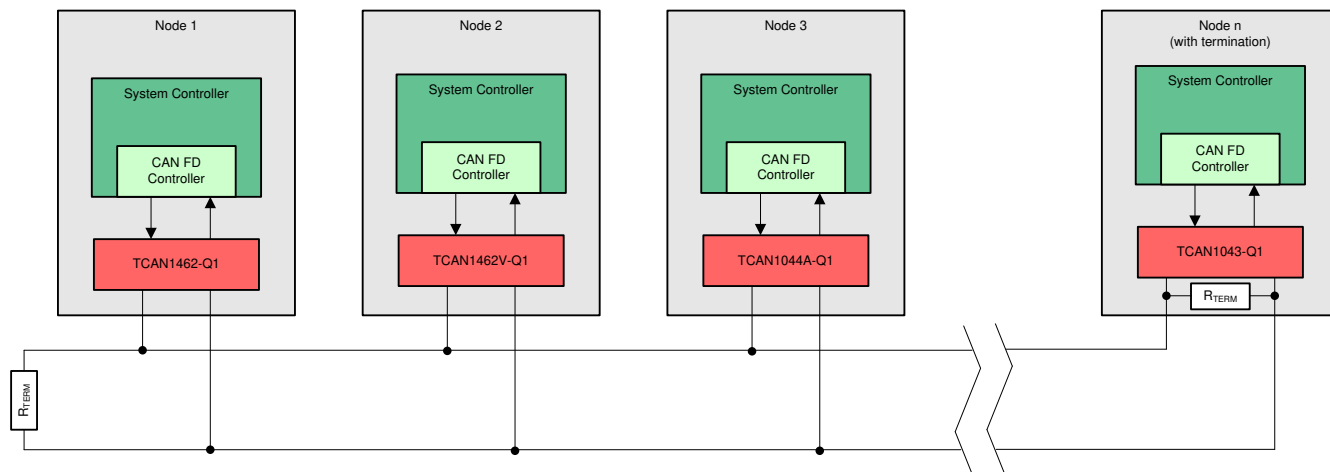 Node 1
System Controller
CAN FD
Controller
TCAN1462-Q1
Node 2
System Controller
CAN FD
Controller
TCAN1462V-Q1
Node 3
System Controller
CAN FD
Controller
TCAN1044A-Q1
Node n
(with termination)
System Controller
CAN FD
Controller
TCAN1043-Q1
RTERM
RTERM